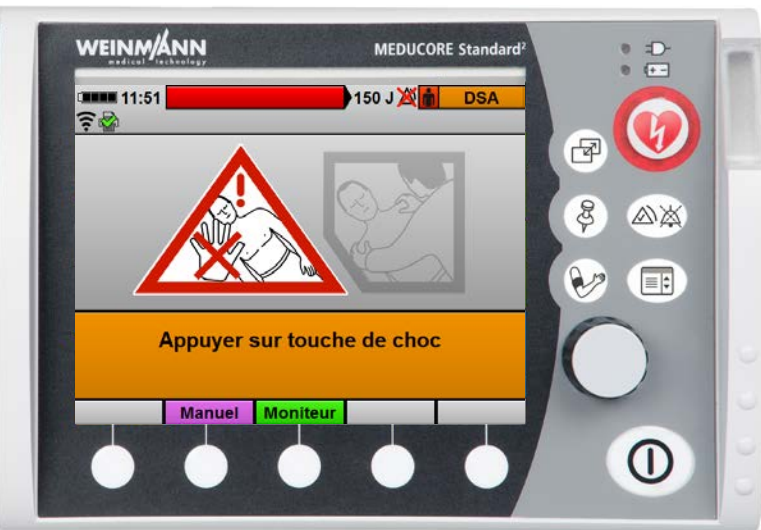 WEINMANN
medical technology
MEDUCORE Standard²
11:51
150 J
DSA
Appuyer sur touche de choc
Manuel
Moniteur